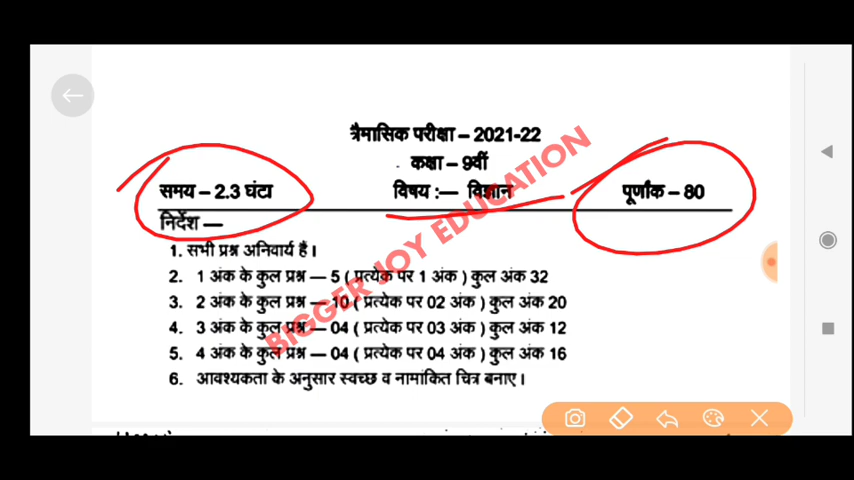 त्रैमासिक परीक्षा – 2021-22
कक्षा – 9वीं
समय – 2.3 घंटा विषय :— विज्ञान पूर्णांक – 80
निर्देश —
1. सभी प्रश्न अनिवार्य है।
2. 1 अंक के कुल प्रश्न — 5 ( प्रत्येक पर 1 अंक ) कुल अंक 32
3. 2 अंक के कुल प्रश्न — 10 ( प्रत्येक पर 02 अंक ) कुल अंक 20
4. 3 अंक के कुल प्रश्न — 04 ( प्रत्येक पर 03 अंक ) कुल अंक 12
5. 4 अंक के कुल प्रश्न — 04 ( प्रत्येक पर 04 अंक ) कुल अंक 16
6. आवश्यकता के अनुसार स्वच्छ व नामांकित चित्र बनाए।
BIGGER JOY EDUCATION